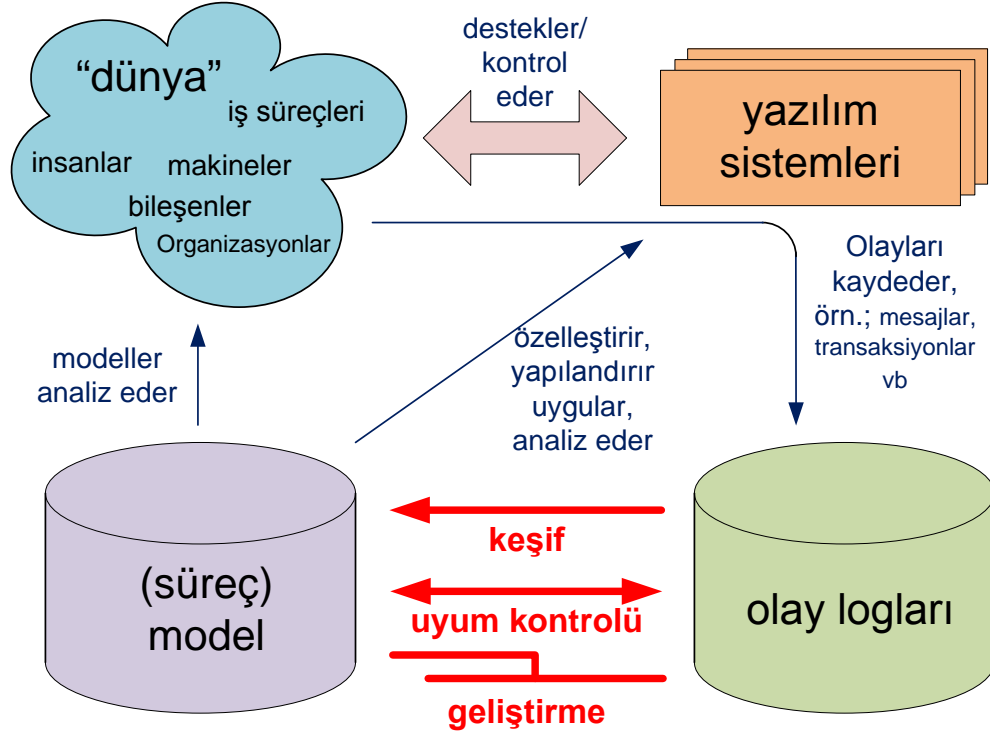 “dünya”
iş süreçleri
insanlar
makineler
bileşenler
Organizasyonlar
destekler/
kontrol
eder
yazılım
sistemleri
Olayları
kaydeder,
örn.; mesajlar,
transaksiyonlar
vb
modeller
analiz eder
özelleştirir,
yapılandırır
uygular,
analiz eder
(süreç)
model
keşif
uyum kontrolü
geliştirme
olay logları